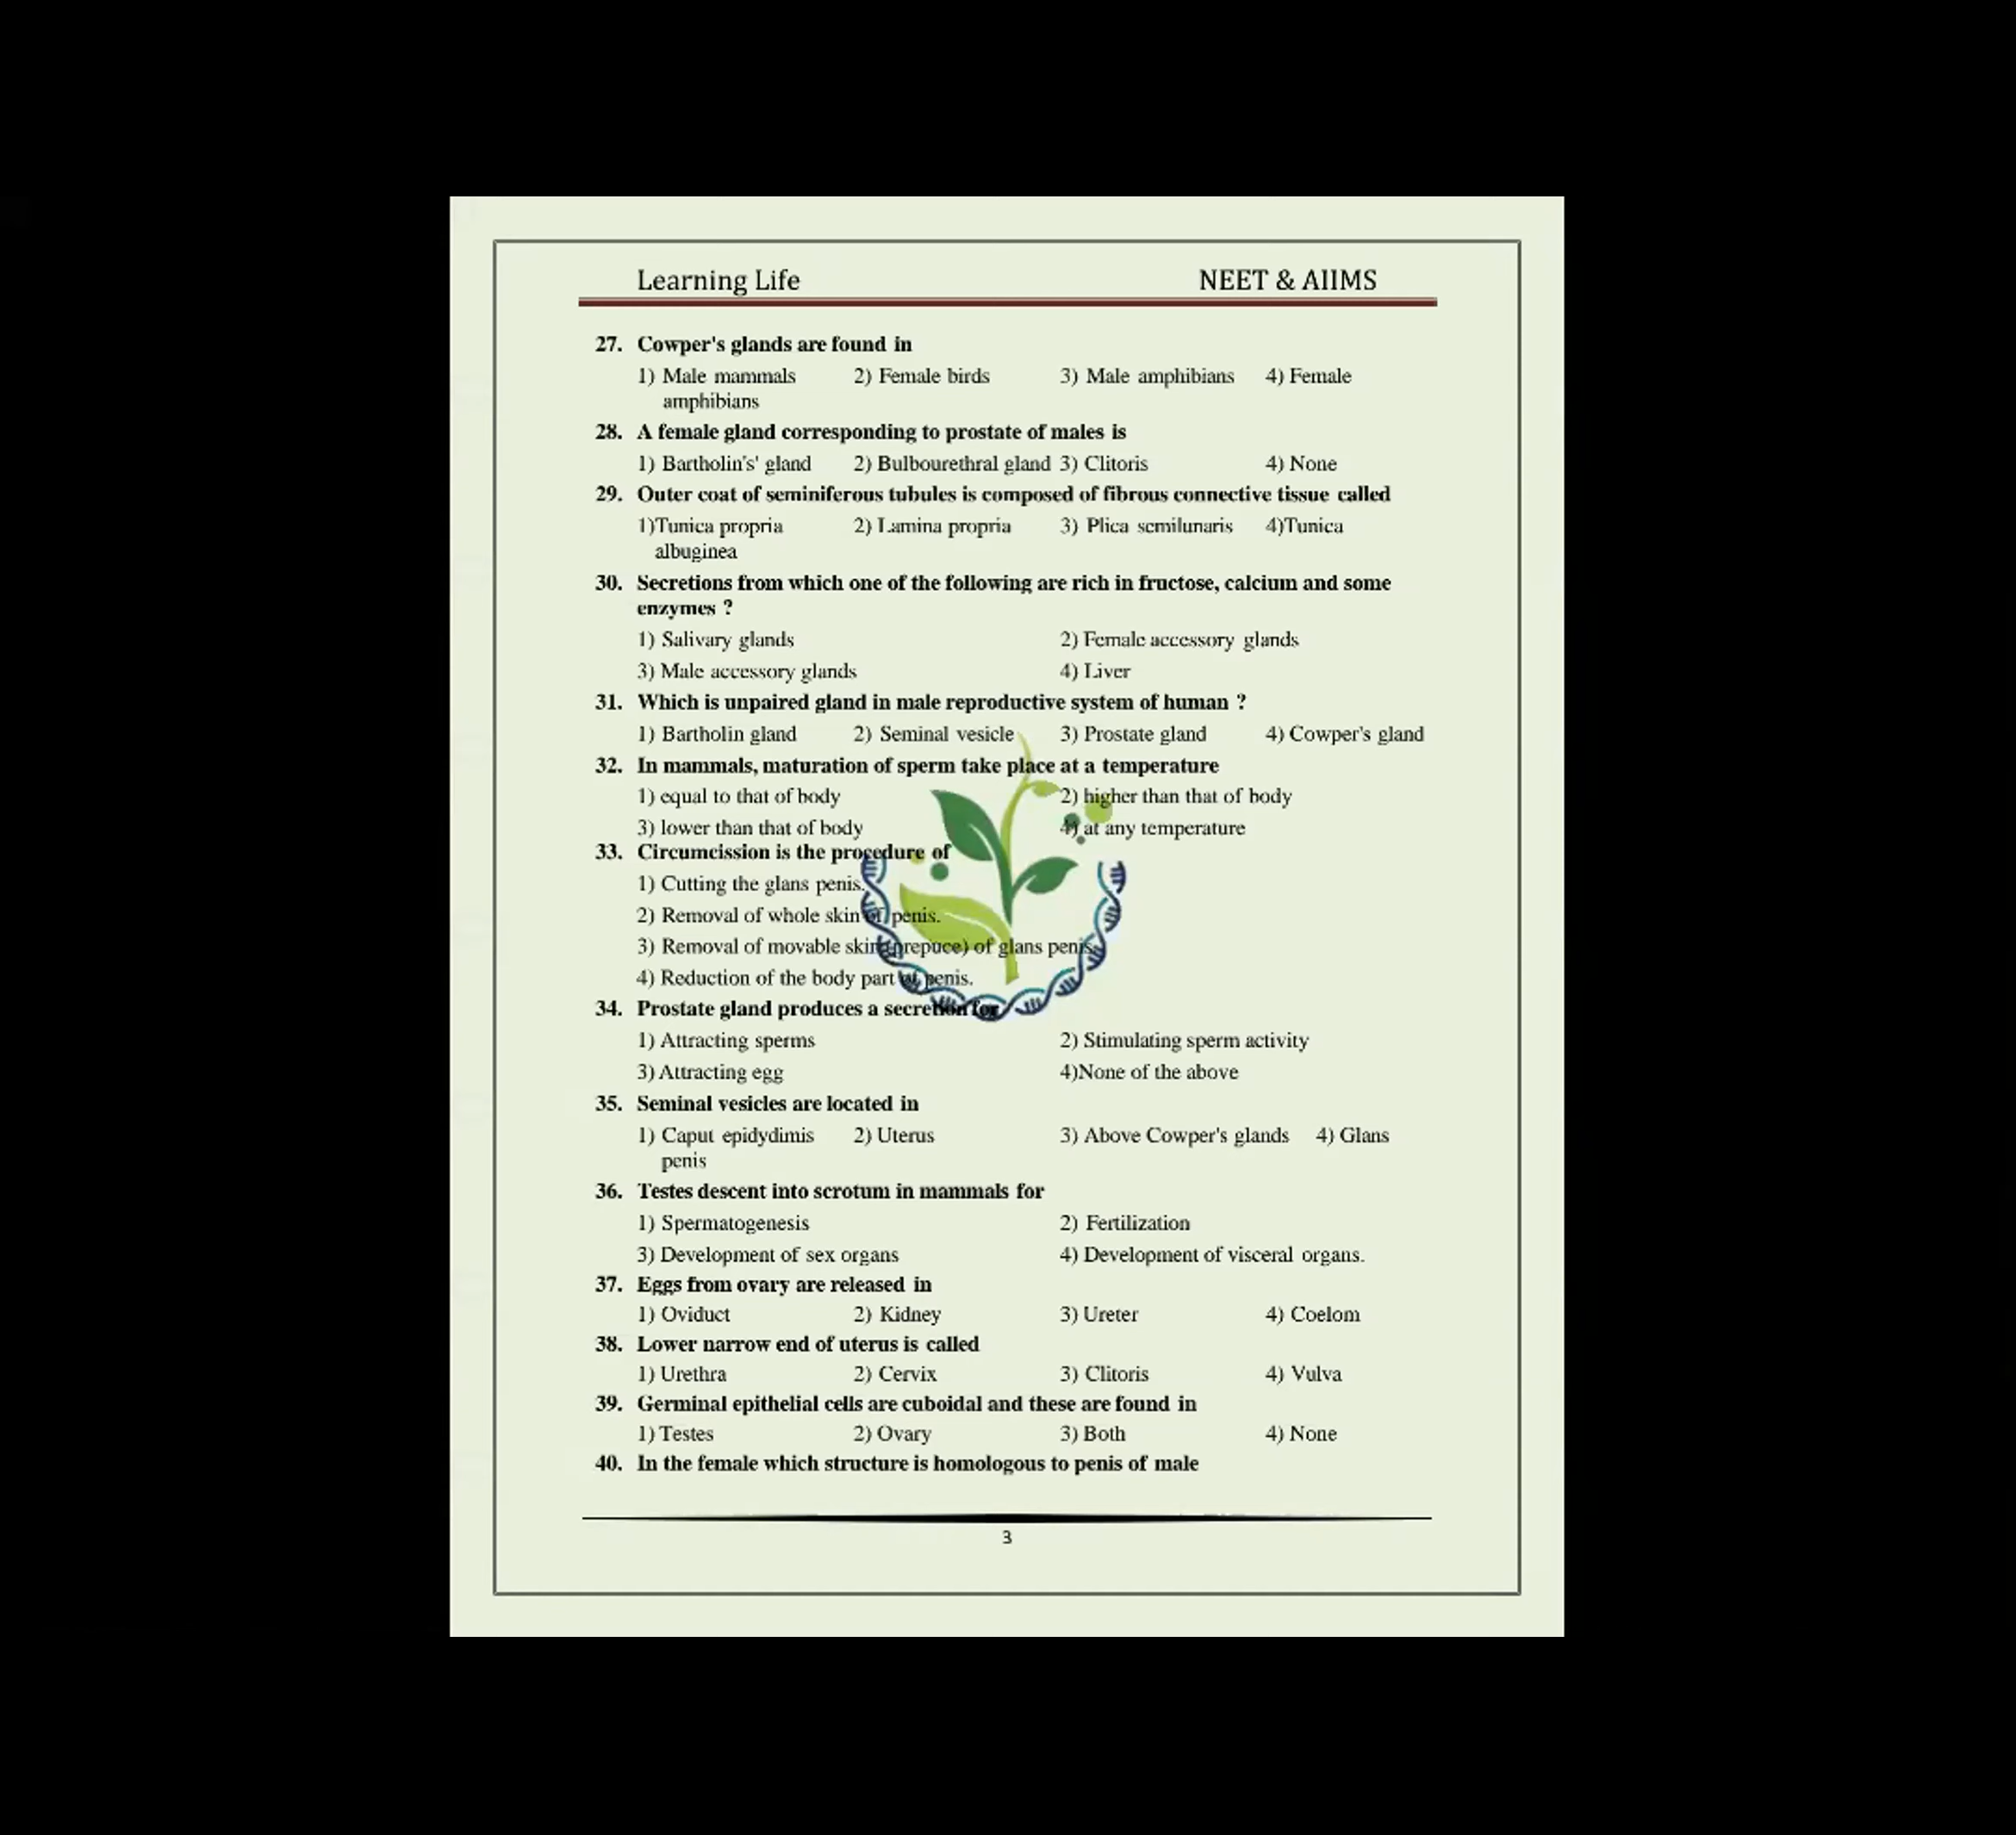 Learning Life NEET & AIIMS
27. Cowper's glands are found in
1) Male mammals 2) Female birds 3) Male amphibians 4) Female
amphibians
28. A female gland corresponding to prostate of males is
1) Bartholin's' gland 2) Bulbourethral gland 3) Clitoris 4) None
29. Outer coat of seminiferous tubules is composed of fibrous connective tissue called
1)Tunica propria 2) Lamina propria 3) Plica semilunaris 4)Tunica
albuginea
30. Secretions from which one of the following are rich in fructose, calcium and some
enzymes ?
1) Salivary glands 2) Female accessory glands
3) Male accessory glands 4) Liver
31. Which is unpaired gland in male reproductive system of human ?
1) Bartholin gland 2) Seminal vesicle 3) Prostate gland 4) Cowper's gland
32. In mammals, maturation of sperm take place at a temperature
1) equal to that of body 2) higher than that of body
3) lower than that of body 4) at any temperature
33. Circumcission is the procedure of
1) Cutting the glans penis.
2) Removal of whole skin of penis.
3) Removal of movable skin (prepuce) of glans penis.
4) Reduction of the body part of penis.
34. Prostate gland produces a secretion for
1) Attracting sperms 2) Stimulating sperm activity
3) Attracting egg 4)None of the above
35. Seminal vesicles are located in
1) Caput epidydimis 2) Uterus 3) Above Cowper's glands 4) Glans
penis
36. Testes descent into scrotum in mammals for
1) Spermatogenesis 2) Fertilization
3) Development of sex organs 4) Development of visceral organs.
37. Eggs from ovary are released in
1) Oviduct 2) Kidney 3) Ureter 4) Coelom
38. Lower narrow end of uterus is called
1) Urethra 2) Cervix 3) Clitoris 4) Vulva
39. Germinal epithelial cells are cuboidal and these are found in
1) Testes 2) Ovary 3) Both 4) None
40. In the female which structure is homologous to penis of male
3